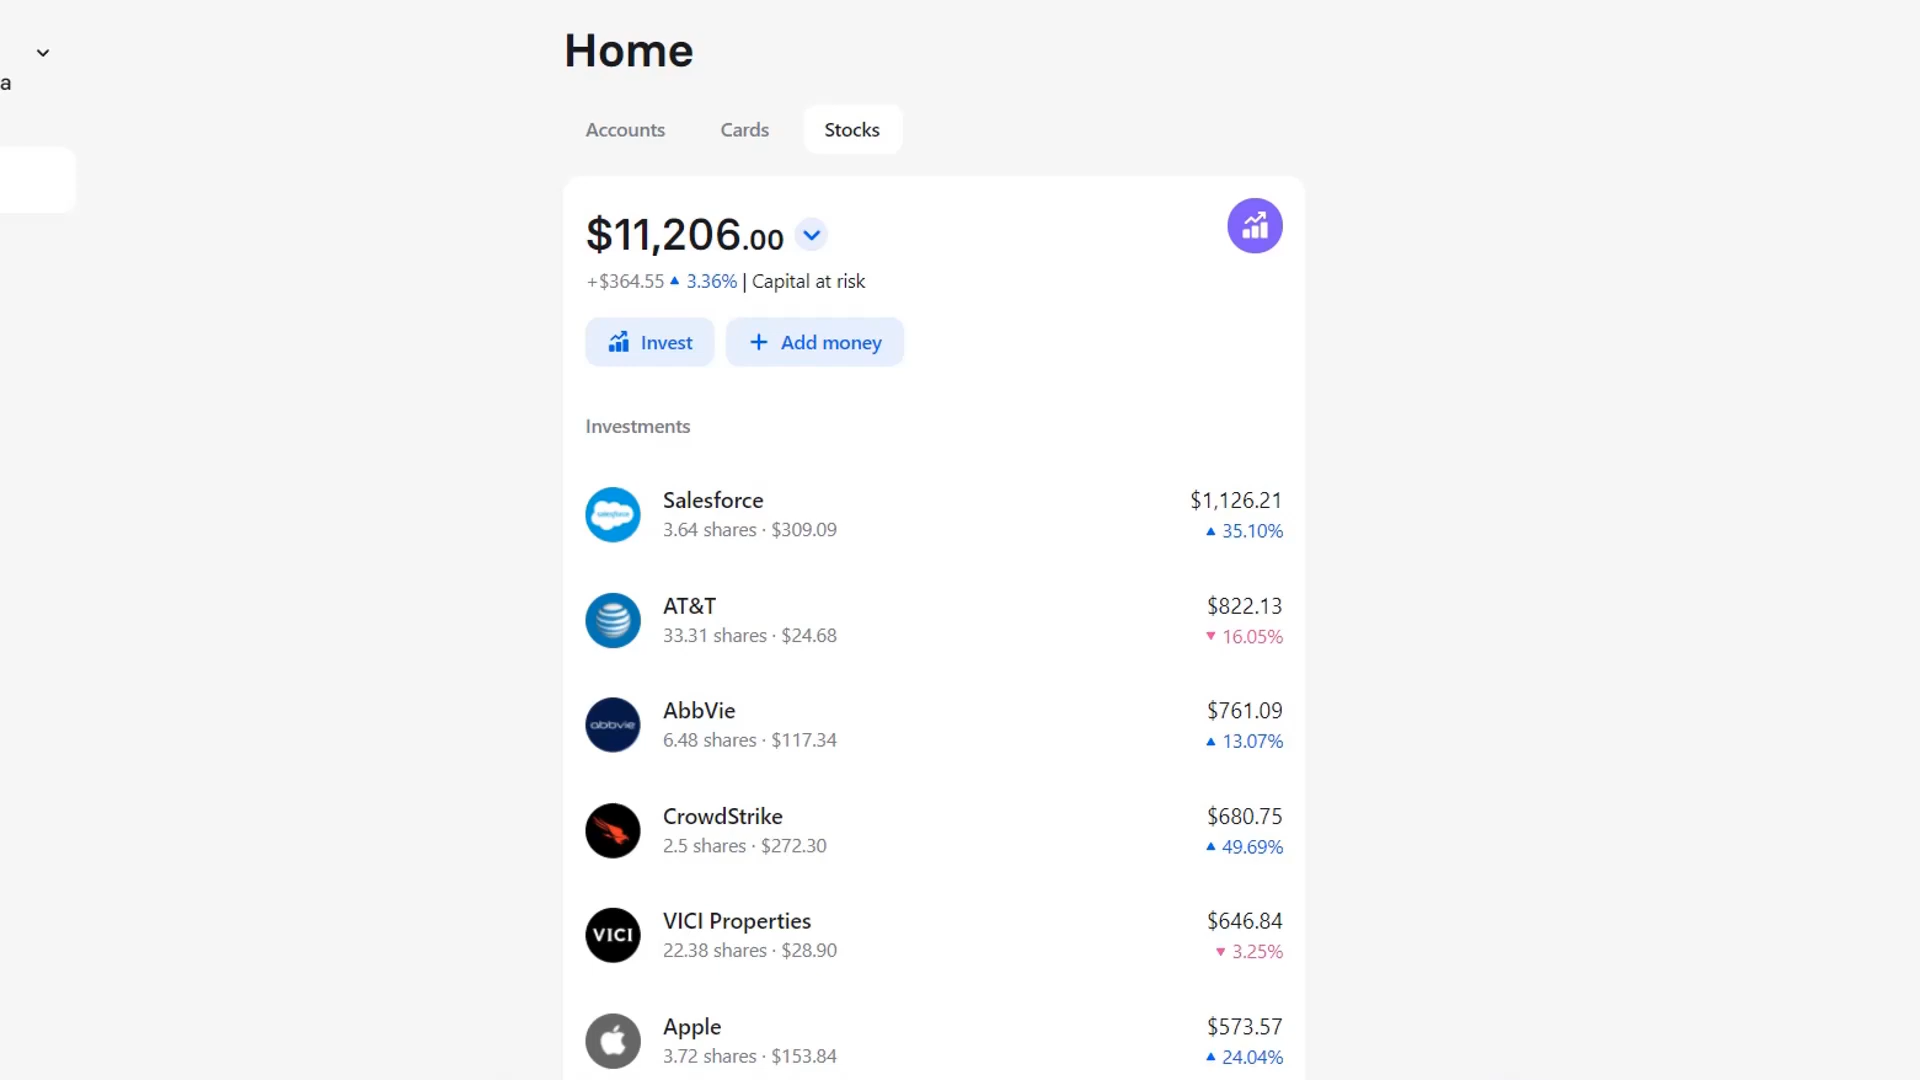 Home
a
Accounts Cards Stocks
$11,206.00
+$364.55 ▲ 3.36% | Capital at risk
Invest + Add money
Investments
salesforce
Salesforce $1,126.21
3.64 shares · $309.09 ▲ 35.10%
AT&T $822.13
33.31 shares · $24.68 ▼ 16.05%
abbvie
AbbVie $761.09
6.48 shares · $117.34 ▲ 13.07%
CrowdStrike $680.75
2.5 shares · $272.30 ▲ 49.69%
VICI
VICI Properties $646.84
22.38 shares · $28.90 ▼ 3.25%
Apple $573.57
3.72 shares · $153.84 ▲ 24.04%